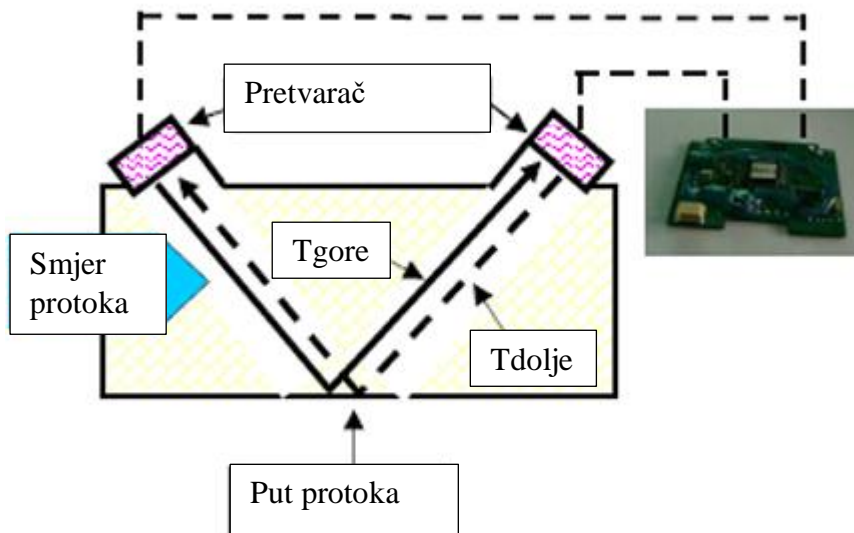 Pretvarač
Tgore
Smjer
protoka
Tdolje
Put protoka